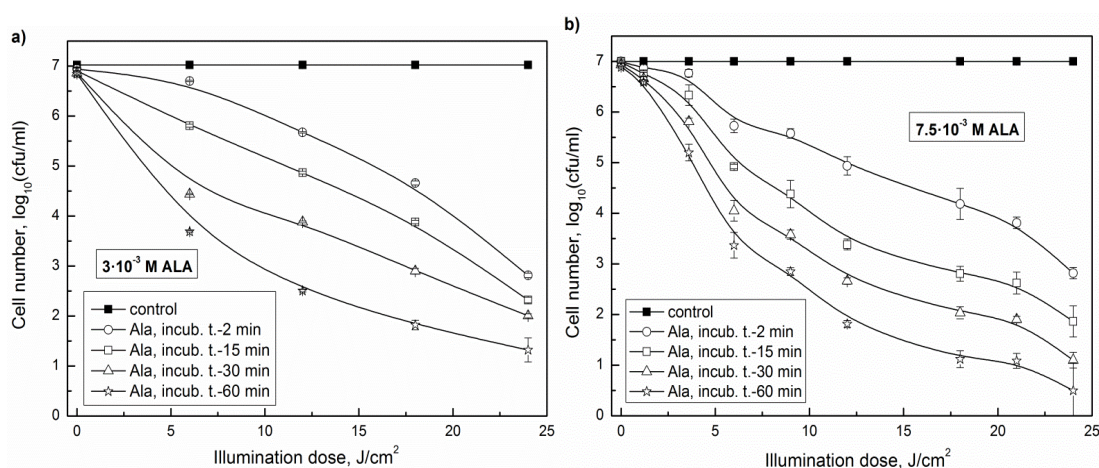 a)
Cell number, log₁₀(cfu/ml)
7
6
5
4
3
2
1
0
3·10⁻³ M ALA
control
Ala, incub. t.-2 min
Ala, incub. t.-15 min
Ala, incub. t.-30 min
Ala, incub. t.-60 min
0 5 10 15 20 25
Illumination dose, J/cm²
b)
Cell number, log₁₀(cfu/ml)
7
6
5
4
3
2
1
0
7.5·10⁻³ M ALA
control
Ala, incub. t.-2 min
Ala, incub. t.-15 min
Ala, incub. t.-30 min
Ala, incub. t.-60 min
0 5 10 15 20 25
Illumination dose, J/cm²